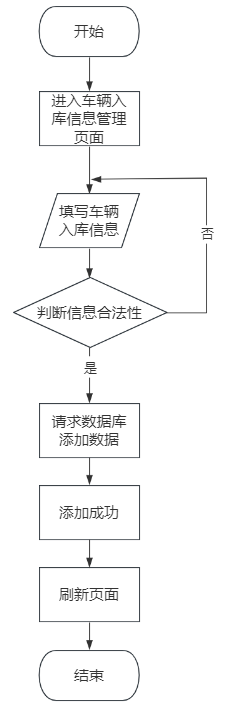 开始
进入车辆入
库信息管理
页面
填写车辆
入库信息
否
判断信息合法性
是
请求数据库
添加数据
添加成功
刷新页面
结束